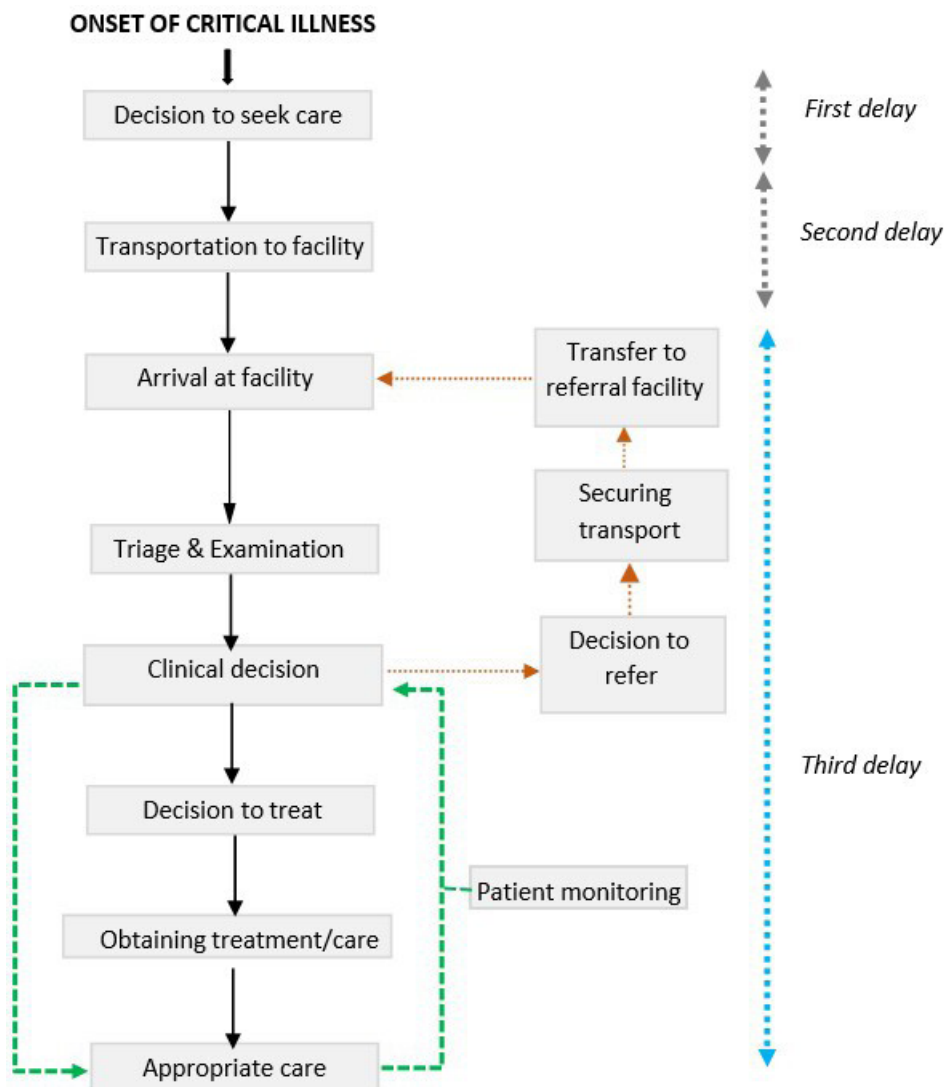 ONSET OF CRITICAL ILLNESS
Decision to seek care
First delay
Transportation to facility
Second delay
Arrival at facility
Transfer to
referral facility
Securing
transport
Triage & Examination
Clinical decision
Decision to
refer
Third delay
Decision to treat
Patient monitoring
Obtaining treatment/care
Appropriate care